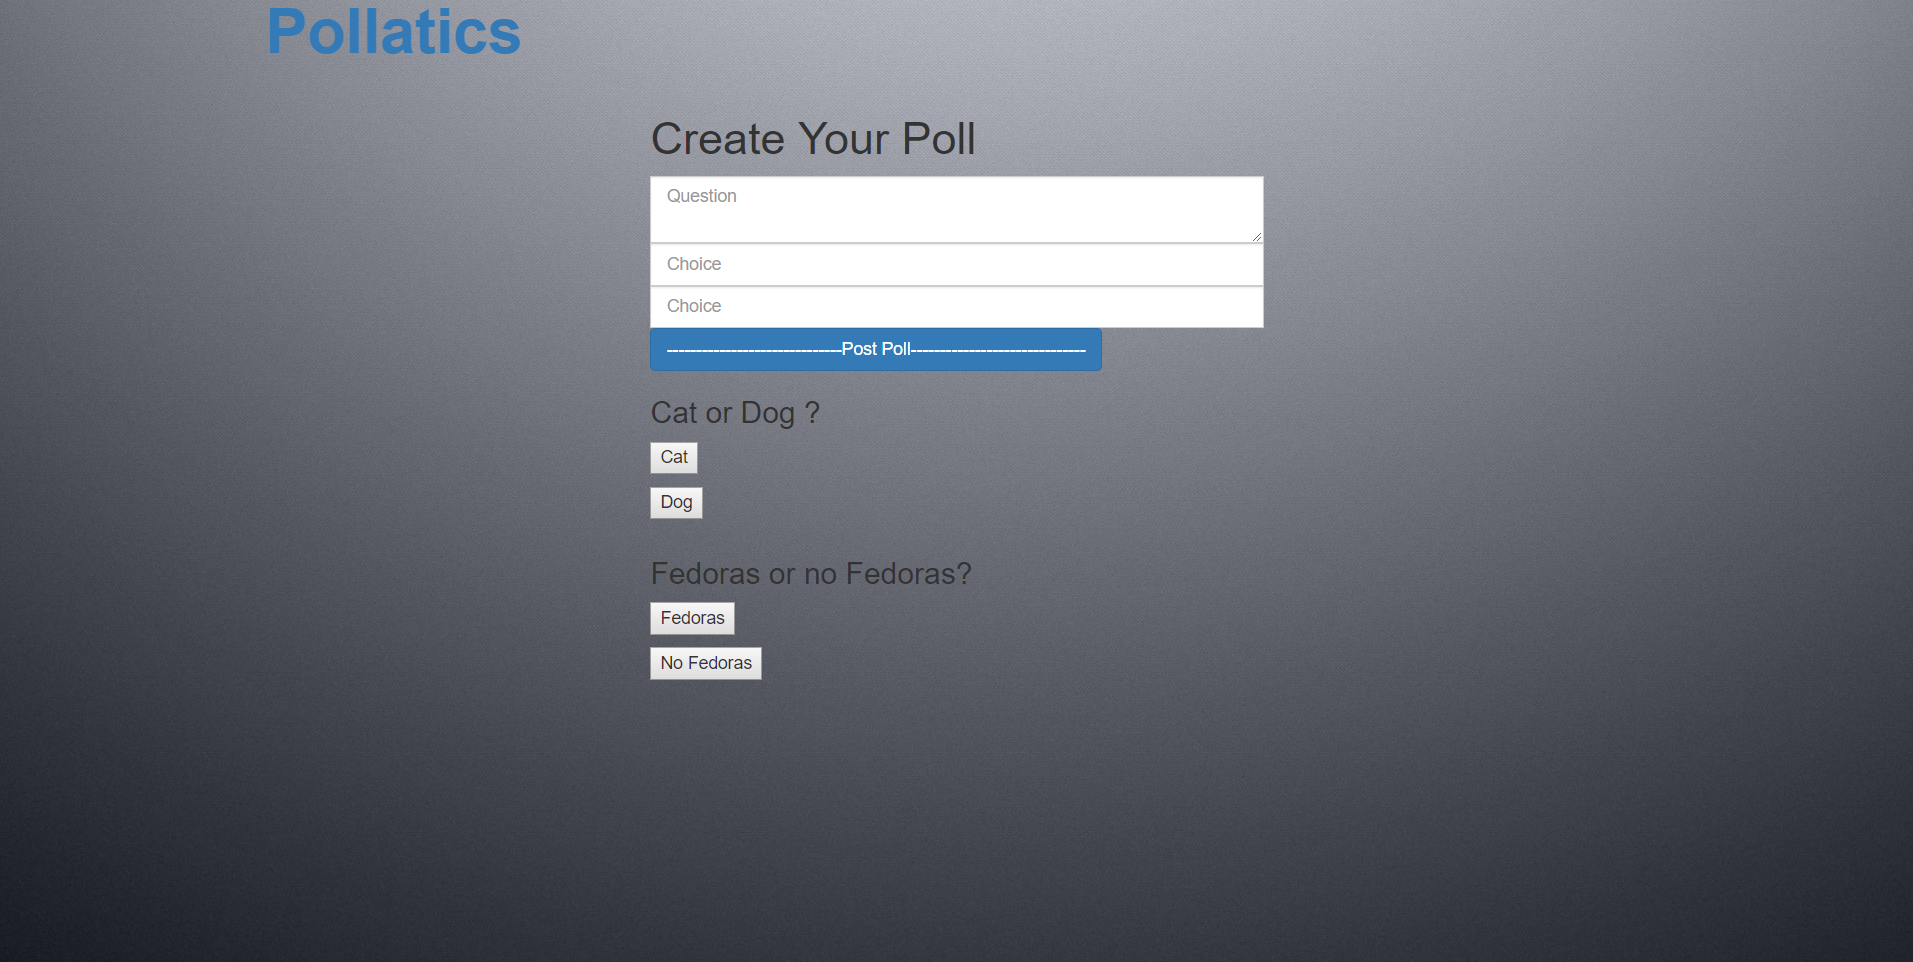 Pollatics
Create Your Poll
Question
Choice
Choice
------------------------------Post Poll------------------------------
Cat or Dog ?
Cat
Dog
Fedoras or no Fedoras?
Fedoras
No Fedoras